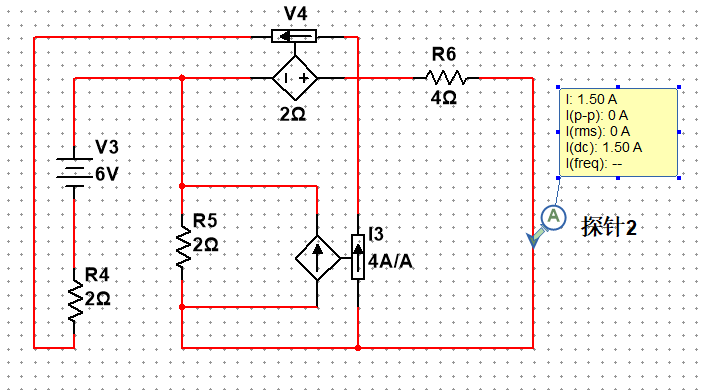 V4
R6
4Ω
2Ω
I: 1.50 A
I(p-p): 0 A
I(rms): 0 A
I(dc): 1.50 A
I(freq): --
V3
6V
A
探针2
R5
2Ω
I3
4A/A
R4
2Ω